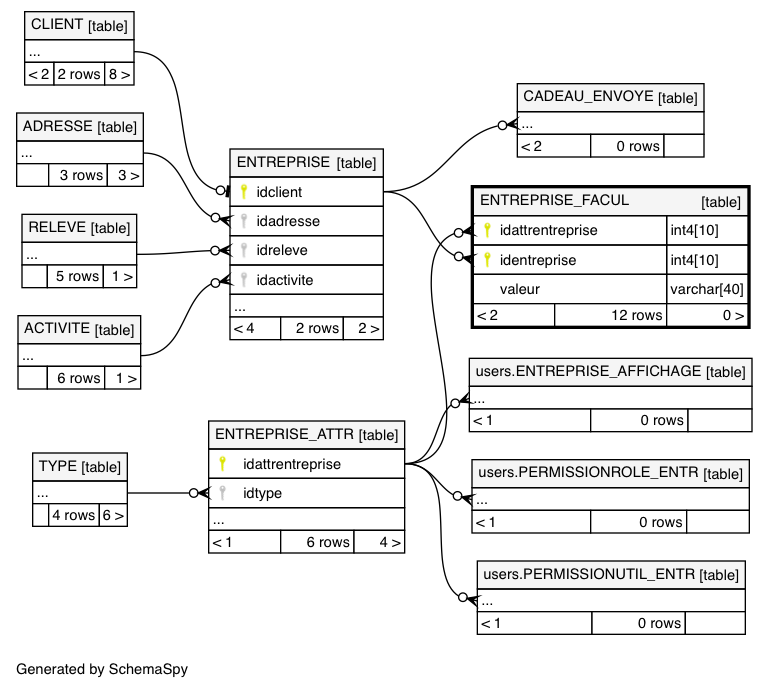 CLIENT [table]
...
< 2 2 rows 8 >
ADRESSE [table]
...
3 rows 3 >
RELEVE [table]
...
5 rows 1 >
ACTIVITE [table]
...
6 rows 1 >
TYPE [table]
...
4 rows 6 >
ENTREPRISE [table]
idclient
idadresse
idreleve
idactivite
...
< 4 2 rows 2 >
ENTREPRISE_ATTR [table]
idattrentreprise
idtype
...
< 1 6 rows 4 >
CADEAU_ENVOYE [table]
...
< 2 0 rows
ENTREPRISE_FACUL [table]
idattrentreprise int4[10]
identreprise int4[10]
valeur varchar[40]
< 2 12 rows 0 >
users.ENTREPRISE_AFFICHAGE [table]
...
< 1 0 rows
users.PERMISSIONROLE_ENTR [table]
...
< 1 0 rows
users.PERMISSIONUTIL_ENTR [table]
...
< 1 0 rows
Generated by SchemaSpy